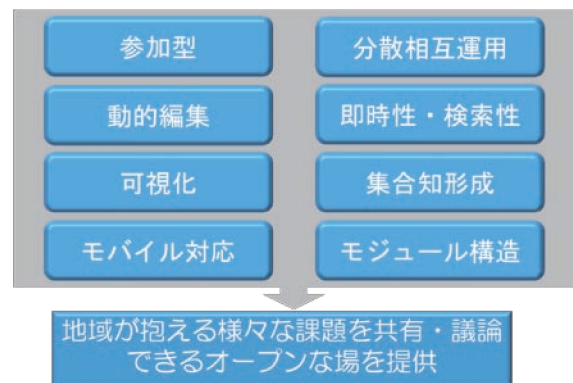 参加型
分散相互運用
動的編集
即時性・検索性
可視化
集合知形成
モバイル対応
モジュール構造
地域が抱える様々な課題を共有・議論
できるオープンな場を提供